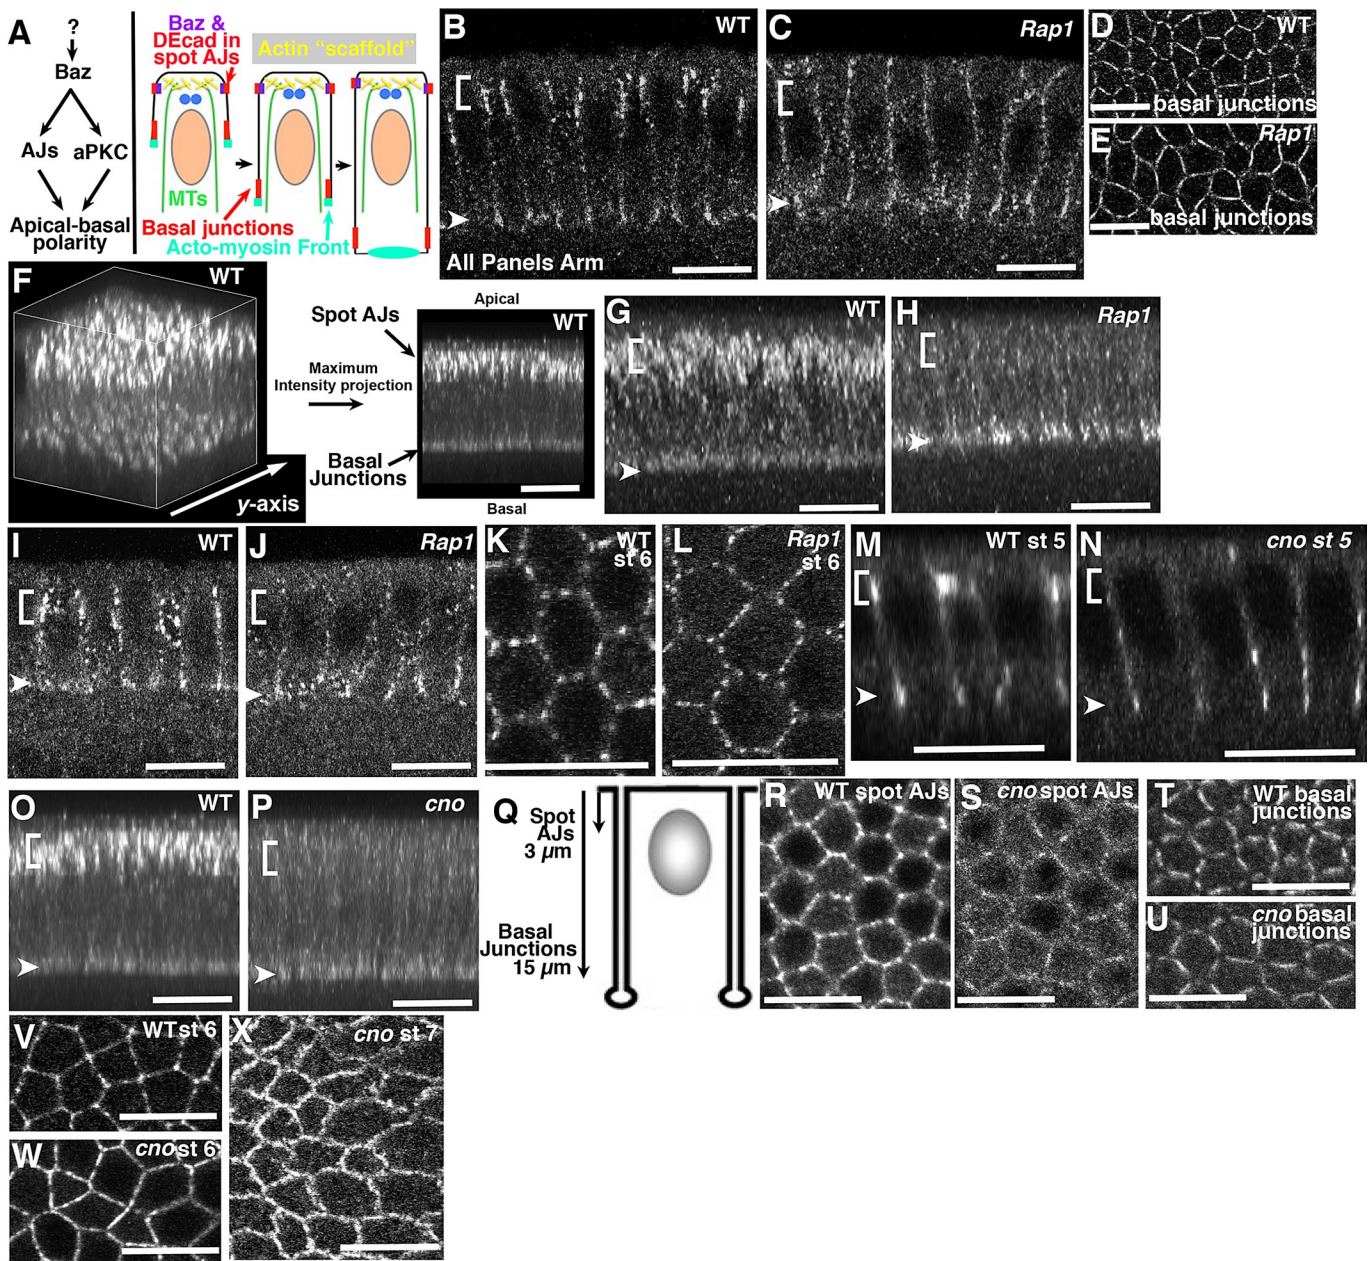 A
?
Baz
AJs aPKC
Apical-basal
polarity
Baz &
DEcad in
spot AJs
Actin “scaffold”
MTs
Basal junctions
Acto-myosin Front
B
WT
All Panels Arm
C
Rap1
D
WT
basal junctions
E
Rap1
basal junctions
F
WT
y-axis
Spot AJs
Maximum
Intensity projection
Basal
Junctions
Apical
WT
Basal
G
WT
H
Rap1
I
WT
J
Rap1
K
WT
st 6
L
Rap1
st 6
M
WT st 5
N
cno st 5
O
WT
P
cno
Q
Spot
AJs
3 µm
Basal
Junctions
15 µm
R
WT spot AJs
S
cno spot AJs
T
WT basal
junctions
U
cno basal
junctions
V
WT st 6
W
cno st 6
X
cno st 7